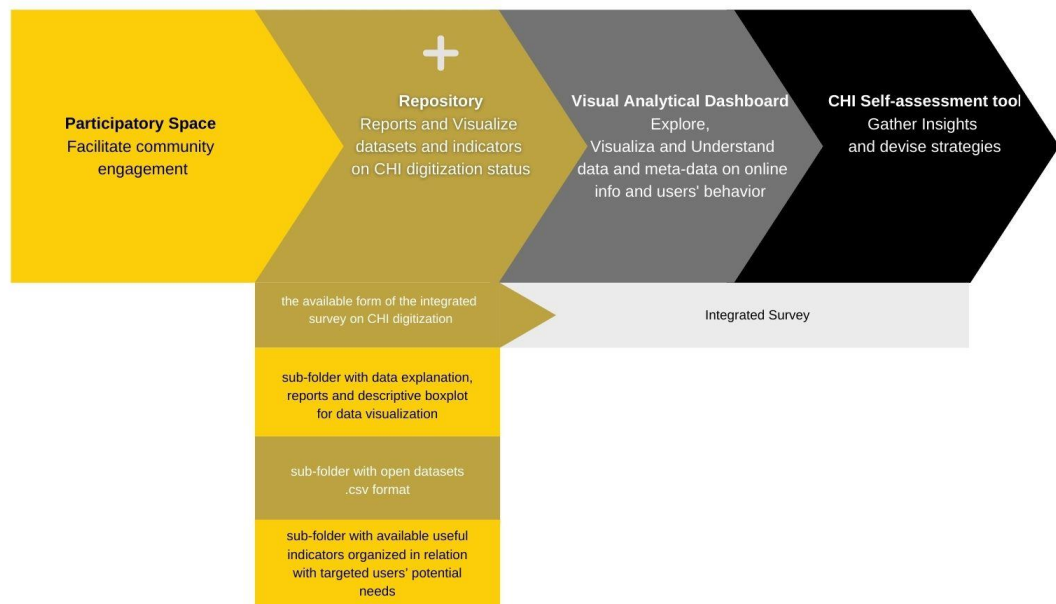 Participatory Space
Facilitate community
engagement
Repository
Reports and Visualize
datasets and indicators
on CHI digitization status
Visual Analytical Dashboard
Explore,
Visualiza and Understand
data and meta-data on online
info and users' behavior
CHI Self-assessment tool
Gather Insights
and devise strategies
the available form of the integrated
survey on CHI digitization
Integrated Survey
sub-folder with data explanation,
reports and descriptive boxplot
for data visualization
sub-folder with open datasets
.csv format
sub-folder with available useful
indicators organized in relation
with targeted users' potential
needs